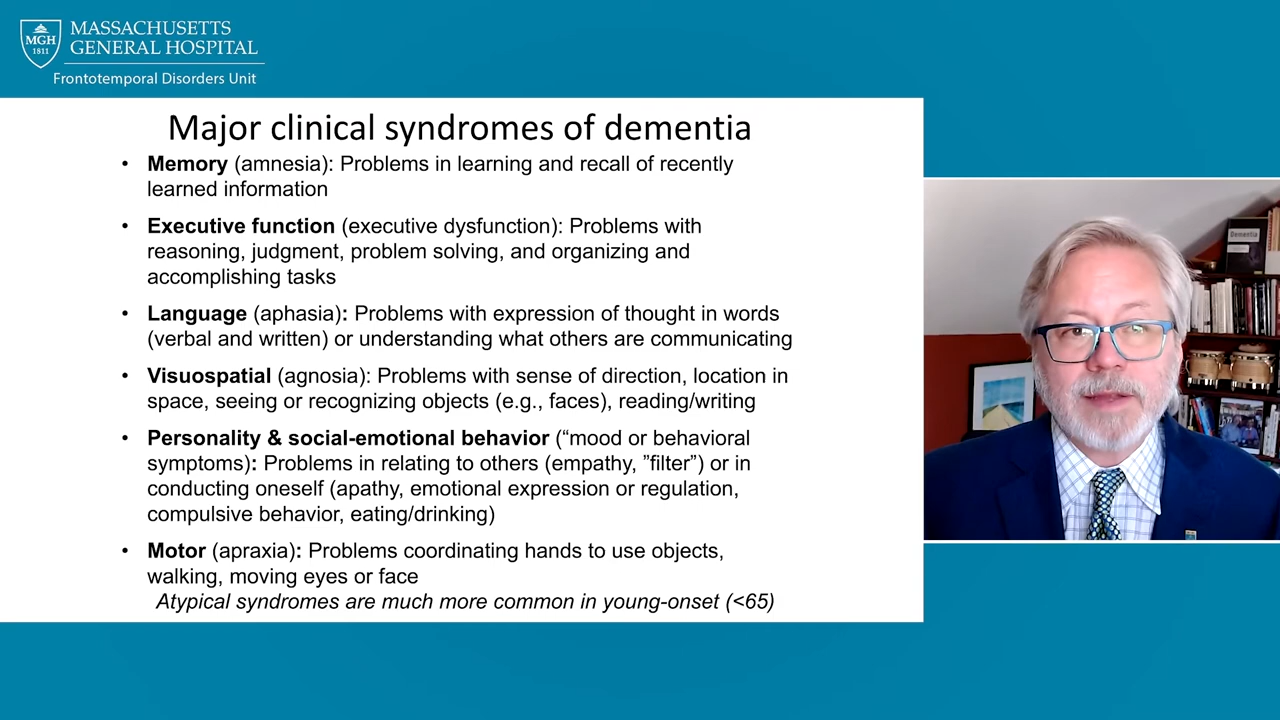 MGH
1811
MASSACHUSETTS
GENERAL HOSPITAL
Frontotemporal Disorders Unit
Major clinical syndromes of dementia
• Memory (amnesia): Problems in learning and recall of recently
learned information
• Executive function (executive dysfunction): Problems with
reasoning, judgment, problem solving, and organizing and
accomplishing tasks
• Language (aphasia): Problems with expression of thought in words
(verbal and written) or understanding what others are communicating
• Visuospatial (agnosia): Problems with sense of direction, location in
space, seeing or recognizing objects (e.g., faces), reading/writing
• Personality & social-emotional behavior (“mood or behavioral
symptoms): Problems in relating to others (empathy, ”filter”) or in
conducting oneself (apathy, emotional expression or regulation,
compulsive behavior, eating/drinking)
• Motor (apraxia): Problems coordinating hands to use objects,
walking, moving eyes or face
Atypical syndromes are much more common in young-onset (<65)
Dementia